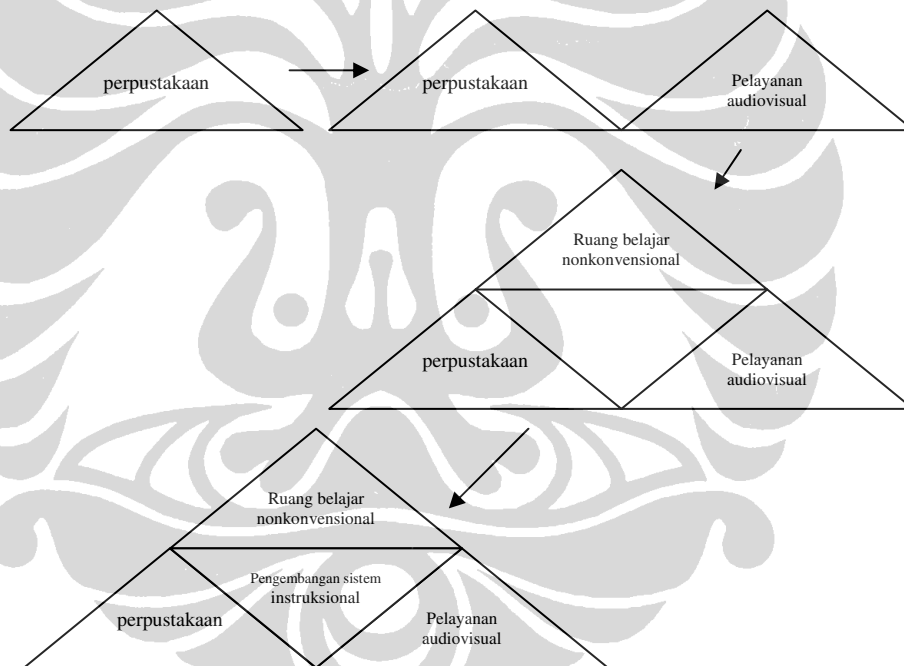 perpustakaan
perpustakaan
Pelayanan
audiovisual
Ruang belajar
nonkonvensional
perpustakaan
Pelayanan
audiovisual
Ruang belajar
nonkonvensional
Pengembangan sistem
instruksional
perpustakaan
Pelayanan
audiovisual